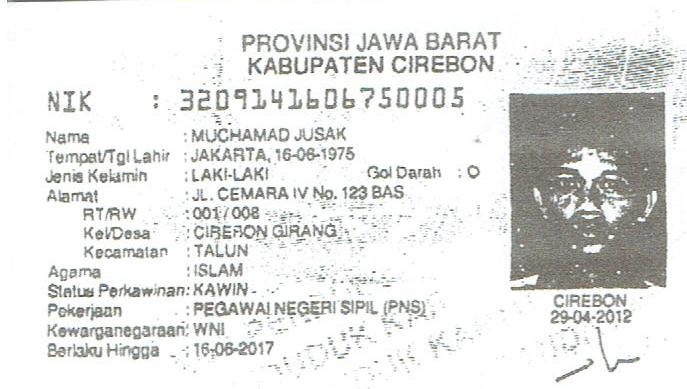 PROVINSI JAWA BARAT
KABUPATEN CIREBON
NIK : 3209141606750005
Nama : MUCHAMAD JUSAK
Tempat/Tgl Lahir : JAKARTA, 16-06-1975
Jenis Kelamin : LAKI-LAKI Gol Darah : O
Alamat : JL. CEMARA IV No. 123 BAS
RT/RW : 001 / 008
Kel/Desa : CIREBON GIRANG
Kecamatan : TALUN
Agama : ISLAM
Status Perkawinan: KAWIN
Pekerjaan : PEGAWAI NEGERI SIPIL (PNS)
Kewarganegaraan: WNI
Berlaku Hingga : 16-06-2017
CIREBON
29-04-2012